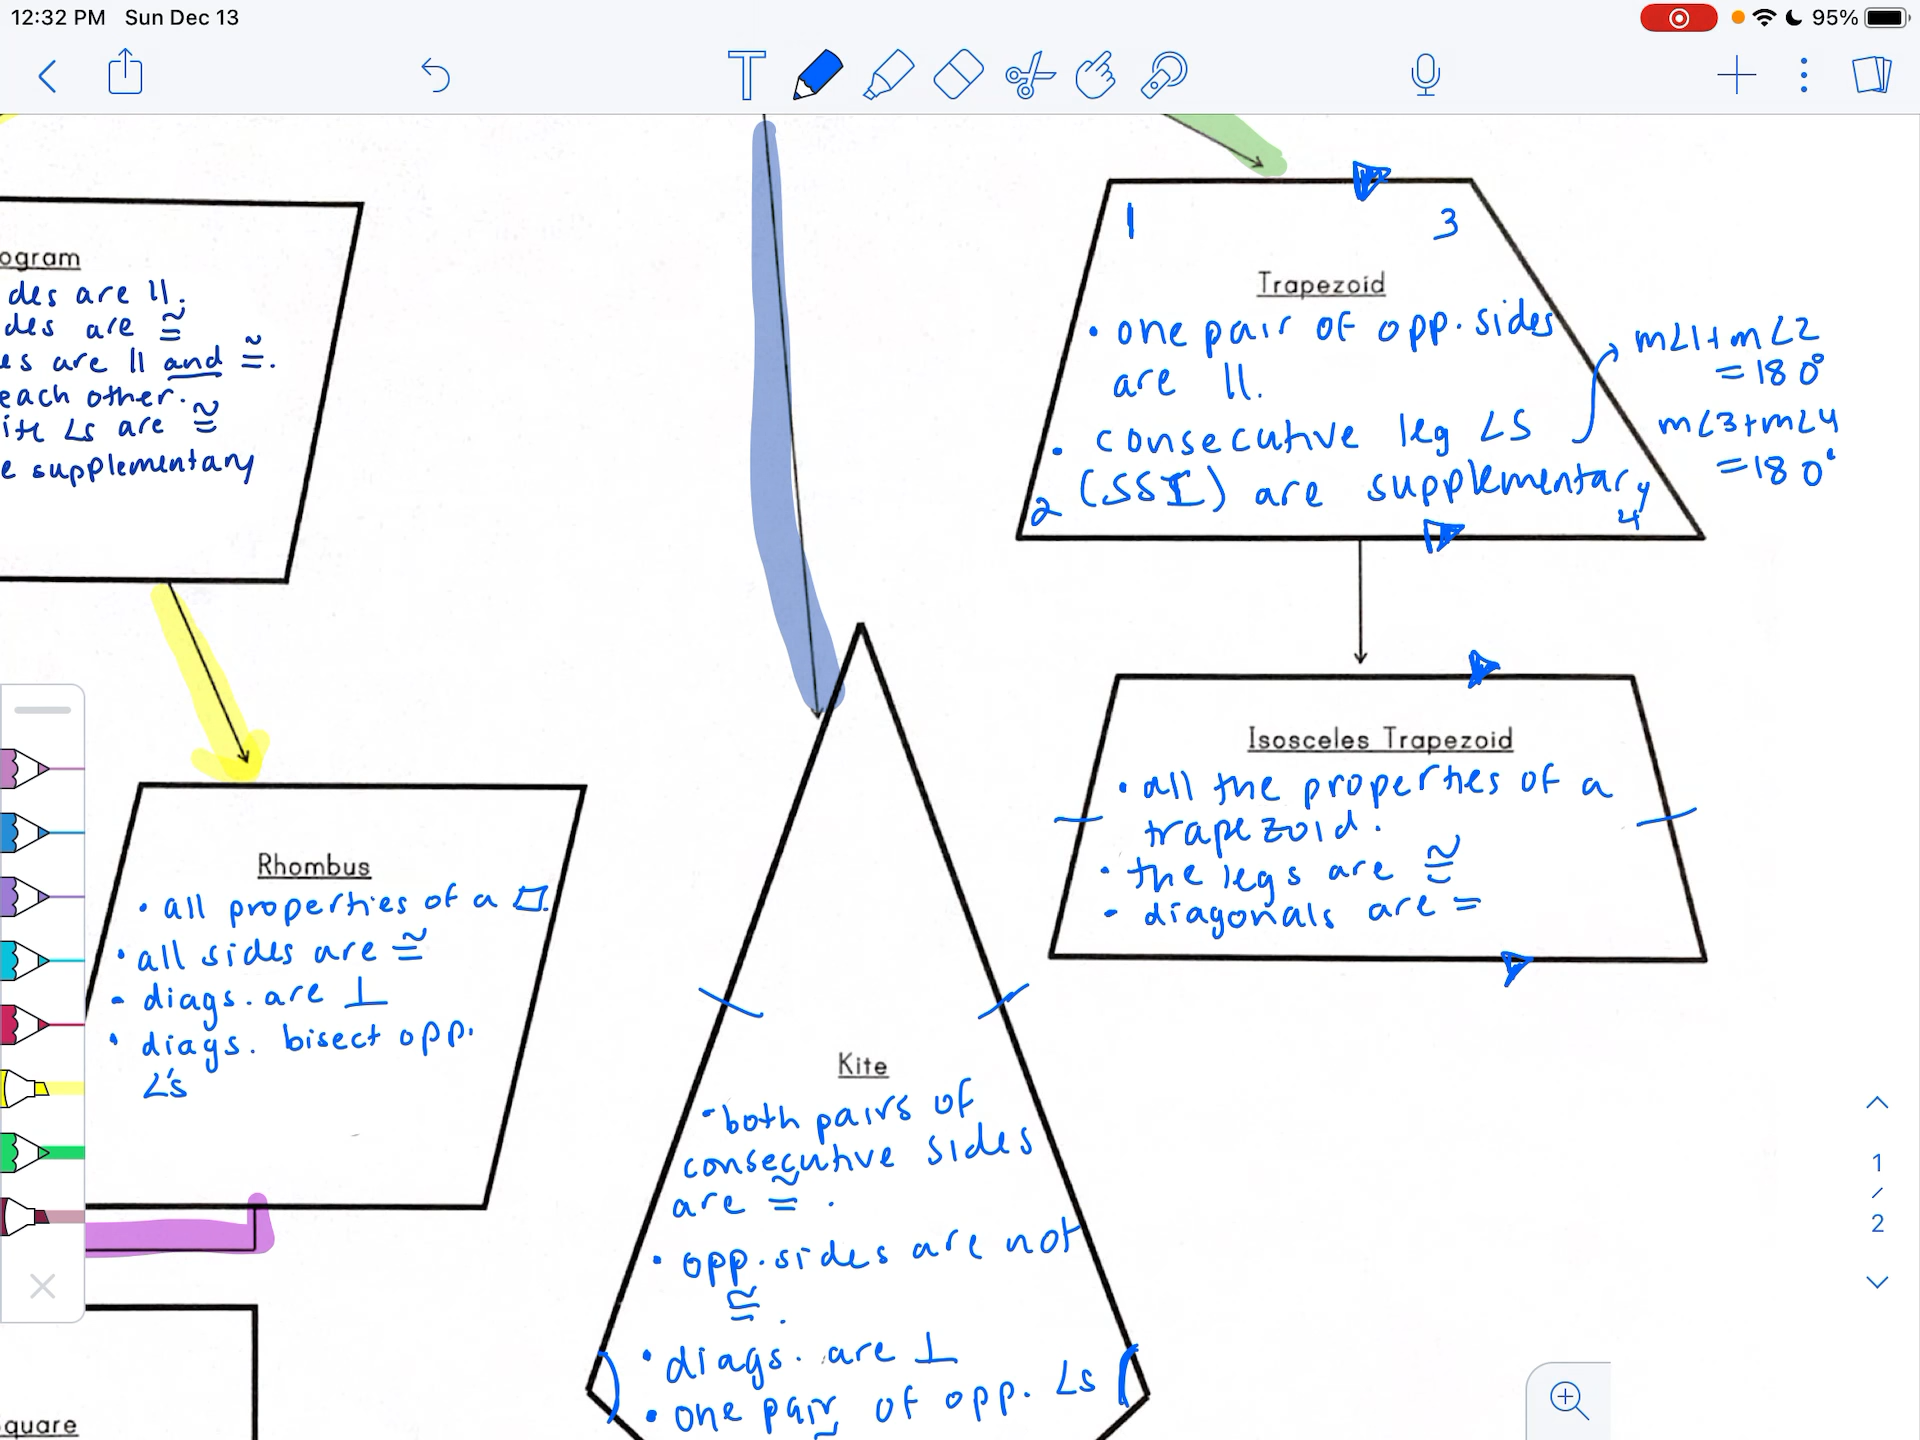 12:32 PM Sun Dec 13
95%
T
ogram
des are ||.
des are ≅
es are || and ≅.
each other.
ite ∠s are ≅
e supplementary
1
3
Trapezoid
• one pair of opp. sides
are ||.
• consecutive leg ∠s
(SSI) are supplementary
2
4
m∠1+m∠2
=180°
m∠3+m∠4
=180°
Isosceles Trapezoid
• all the properties of a
trapezoid.
• the legs are ≅
• diagonals are =
Rhombus
• all properties of a ▱.
• all sides are ≅
• diags. are ⊥
• diags. bisect opp.
∠'s
Kite
• both pairs of
consecutive sides
are ≅.
• opp. sides are not
≅.
• diags. are ⊥
• one pair of opp. ∠s
quare
1
/
2